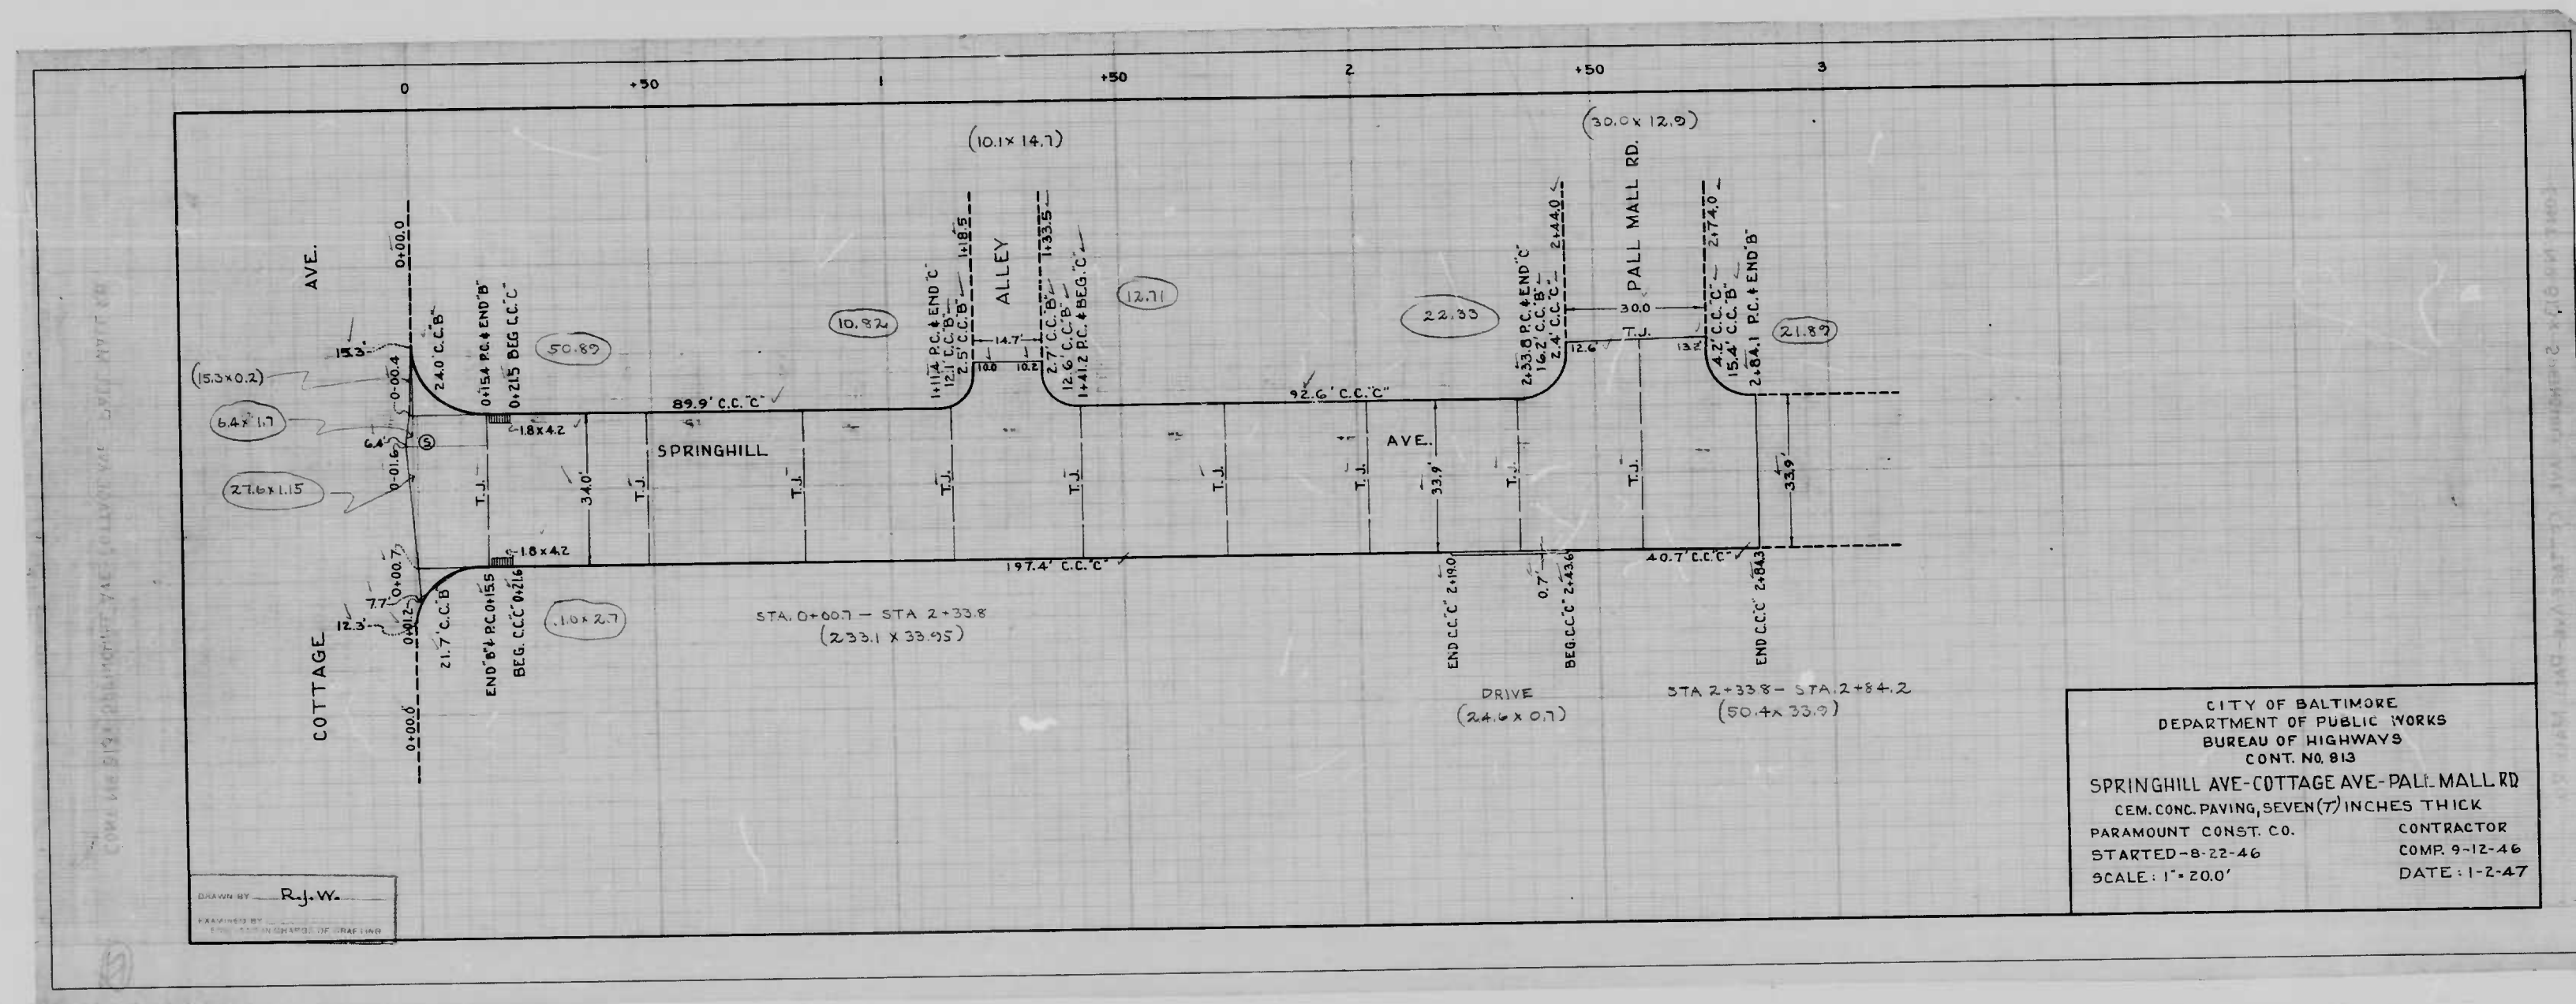 0
+50
1
+50
2
+50
3
(10.1 × 14.7)
(30.0 × 12.9)
AVE.
0+00.0
15.3'
(15.3×0.2)
0-00.4
24.0' C.C."B"
0+15.4 P.C. & END "B"
0+21.5 BEG C.C."C"
50.89
6.4 × 1.7
6.4'
0-01.6
S
27.6×1.15
1.8×4.2
89.9' C.C."C"
SPRINGHILL
AVE.
10.82
1+11.4 P.C. & END "C"
12.1' C.C."B"
2.5' C.C."B"
1+18.5
ALLEY
14.7'
10.0
10.2
1+33.5
2.7' C.C."B"
12.6' C.C."B"
1+41.2 P.C. & BEG. "C"
12.71
92.6' C.C."C"
22.33
2+33.8 P.C. & END "C"
16.2' C.C."B"
2.4' C.C."C"
2+44.0
PALL MALL RD.
30.0
T.J.
12.6'
13.2'
2+74.0
4.2' C.C."C"
15.4' C.C."B"
2+84.1 P.C. & END "B"
21.89
T.J.
34.0'
T.J.
T.J.
T.J.
T.J.
T.J.
T.J.
33.9'
T.J.
T.J.
33.9'
1.8×4.2
197.4' C.C."C"
40.7' C.C."C"
0+00.7
7.7'
12.3'
0+01.2
21.7' C.C."B"
END "B" & P.C. 0+15.5
BEG. C.C."C" 0+21.6
1.0 × 2.7
STA. 0+00.7 — STA 2+33.8
(233.1 × 33.95)
COTTAGE
0+00.0
END C.C."C" 2+19.0
0.7'
BEG. C.C."C" 2+43.6
END C.C."C" 2+84.3
DRIVE
(24.6 × 0.7)
STA 2+33.8 — STA. 2+84.2
(50.4 × 33.9)
CITY OF BALTIMORE
DEPARTMENT OF PUBLIC WORKS
BUREAU OF HIGHWAYS
CONT. NO. 813
SPRINGHILL AVE-COTTAGE AVE-PALL MALL RD
CEM. CONC. PAVING, SEVEN (7") INCHES THICK
PARAMOUNT CONST. CO. CONTRACTOR
STARTED-8-22-46 COMP. 9-12-46
SCALE: 1" = 20.0' DATE: 1-2-47
DRAWN BY R.J.W.
EXAMINED BY
IN CHARGE OF DRAFTING